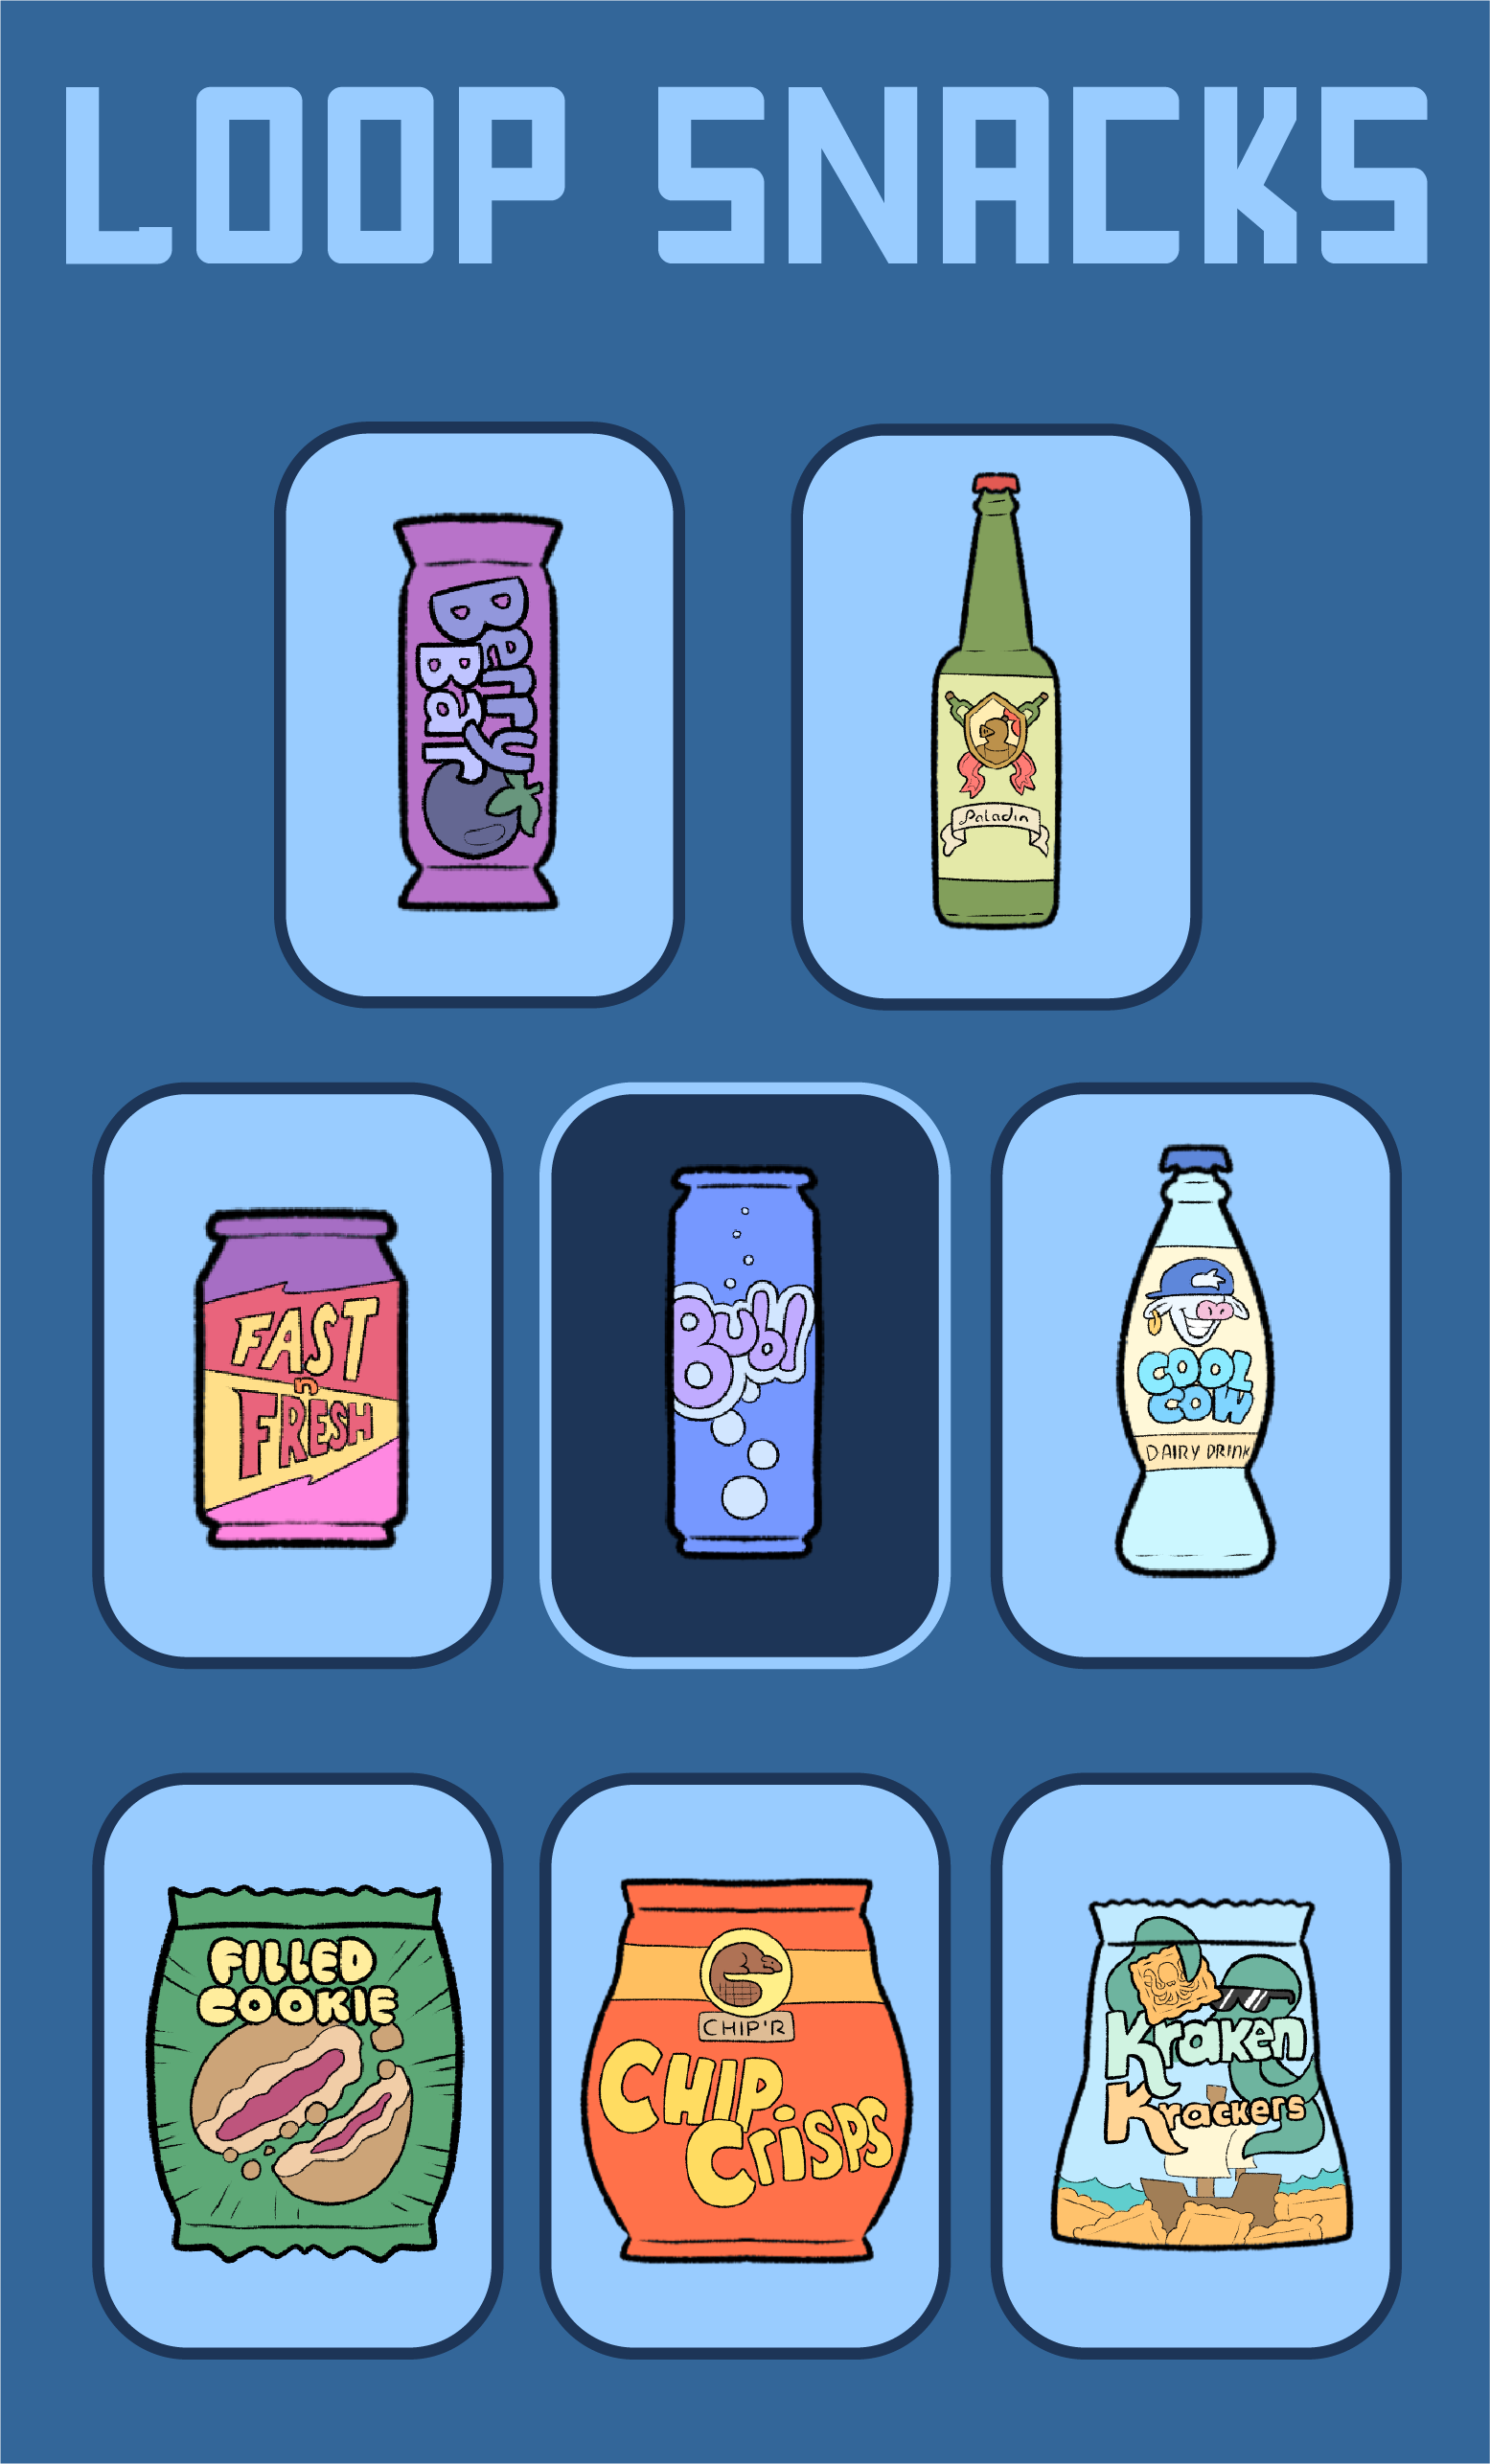 LOOP SNACKS
Berry
Bar
Paladin
FAST
n
FRESH
Bubl
COOL
COW
DAIRY DRINK
FILLED
COOKIE
CHIP'R
CHIP
CRiSPS
Kraken
Krackers